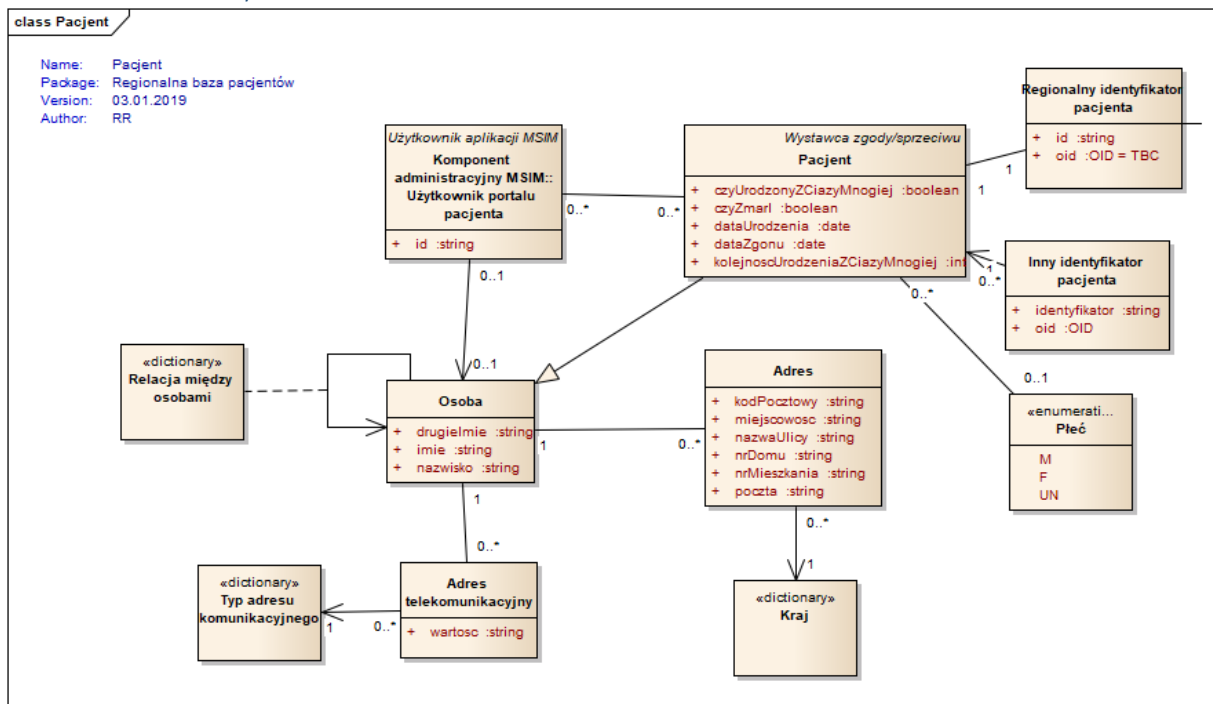 class Pacjent
Name: Pacjent
Package: Regionalna baza pacjentów
Version: 03.01.2019
Author: RR
Użytkownik aplikacji MSIM
Komponent
administracyjny MSIM::
Użytkownik portalu
pacjenta
+ id :string
Wystawca zgody/sprzeciwu
Pacjent
+ czyUrodzonyZCiazyMnogiej :boolean
+ czyZmarl :boolean
+ dataUrodzenia :date
+ dataZgonu :date
+ kolejnoscUrodzeniaZCiazyMnogiej :int
Regionalny identyfikator
pacjenta
+ id :string
+ oid :OID = TBC
0..*
0..*
1
1
Inny identyfikator
pacjenta
+ identyfikator :string
+ oid :OID
1
0..*
0..1
0..1
0..*
0..1
«dictionary»
Relacja między
osobami
Osoba
+ drugieImie :string
+ imie :string
+ nazwisko :string
Adres
+ kodPocztowy :string
+ miejscowosc :string
+ nazwaUlicy :string
+ nrDomu :string
+ nrMieszkania :string
+ poczta :string
«enumerati...
Płeć
M
F
UN
1
0..*
1
0..*
0..*
1
«dictionary»
Typ adresu
komunikacyjnego
1
0..*
Adres
telekomunikacyjny
+ wartosc :string
«dictionary»
Kraj